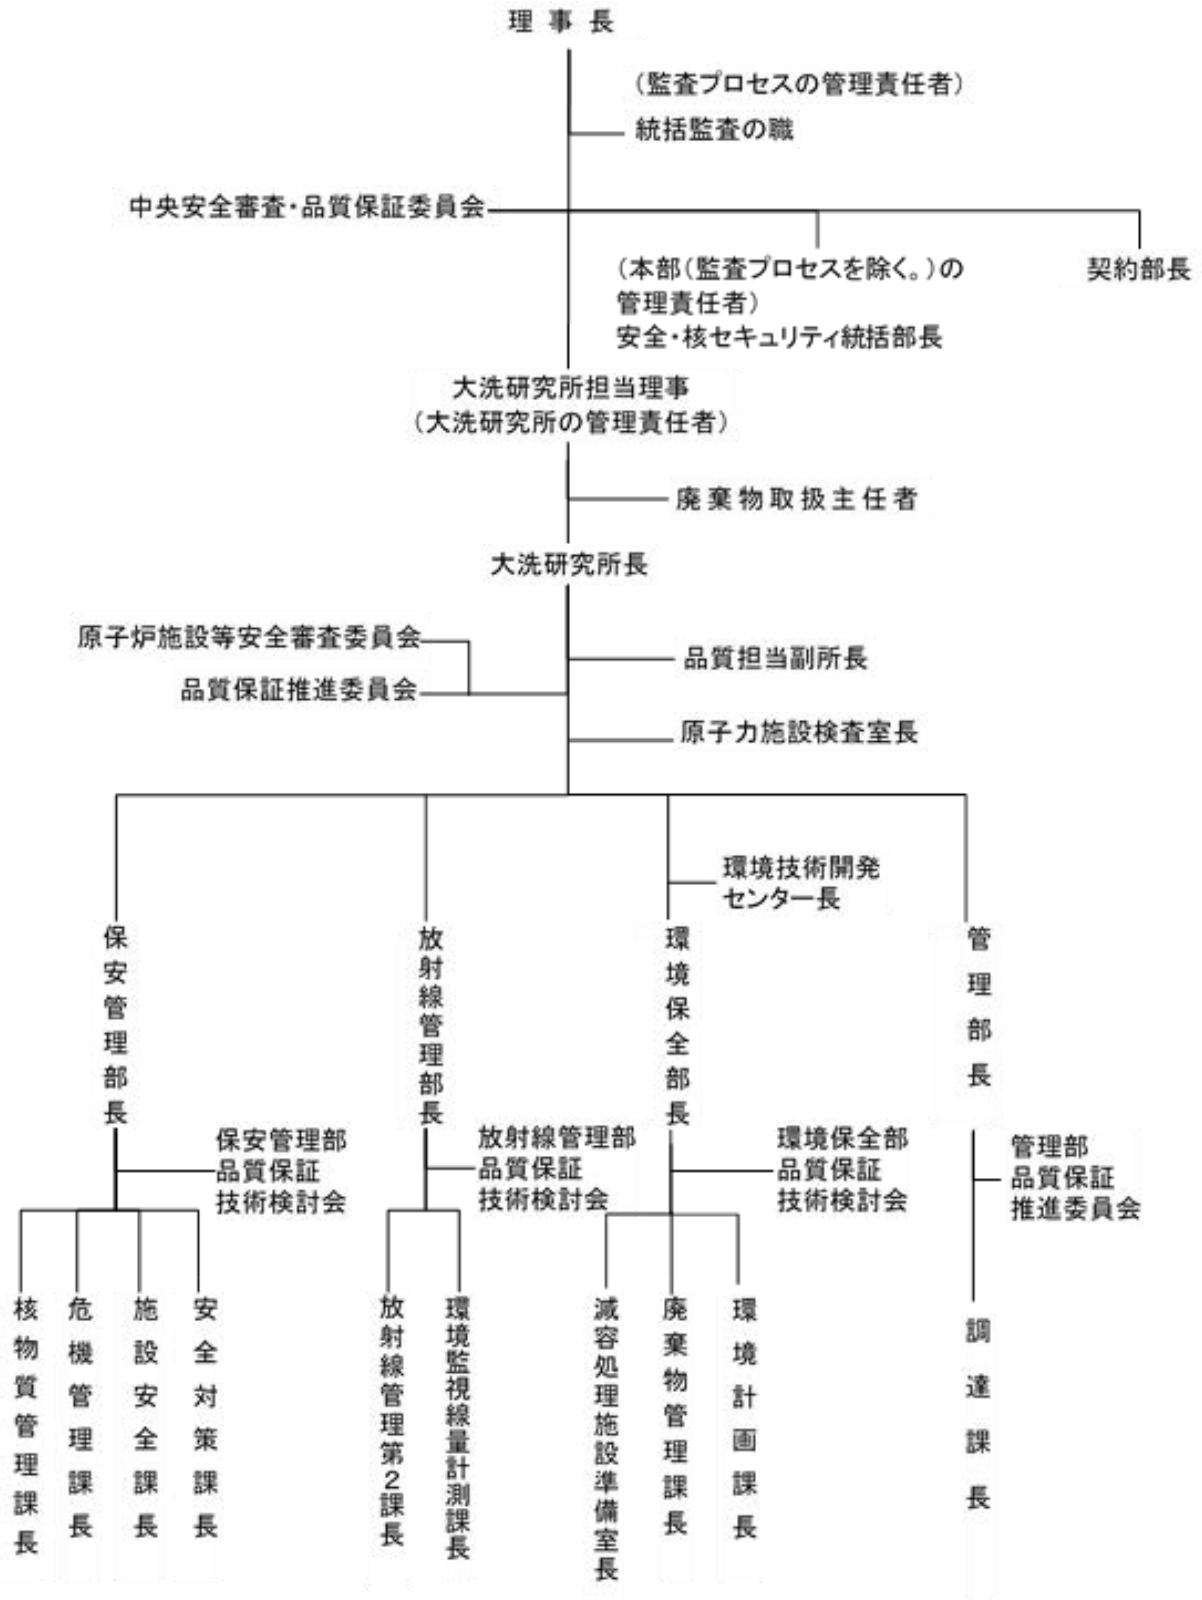 理事長
（監査プロセスの管理責任者）
統括監査の職
中央安全審査・品質保証委員会
（本部（監査プロセスを除く。）の
管理責任者）
安全・核セキュリティ統括部長
契約部長
大洗研究所担当理事
（大洗研究所の管理責任者）
廃棄物取扱主任者
大洗研究所長
原子炉施設等安全審査委員会
品質担当副所長
品質保証推進委員会
原子力施設検査室長
環境技術開発
センター長
保安管理部長
放射線管理部長
環境保全部長
管理部長
保安管理部
品質保証
技術検討会
放射線管理部
品質保証
技術検討会
環境保全部
品質保証
技術検討会
管理部
品質保証
推進委員会
核物質管理課長
危機管理課長
施設安全課長
安全対策課長
放射線管理第2課長
環境監視線量計測課長
減容処理施設準備室長
廃棄物管理課長
環境計画課長
調達課長